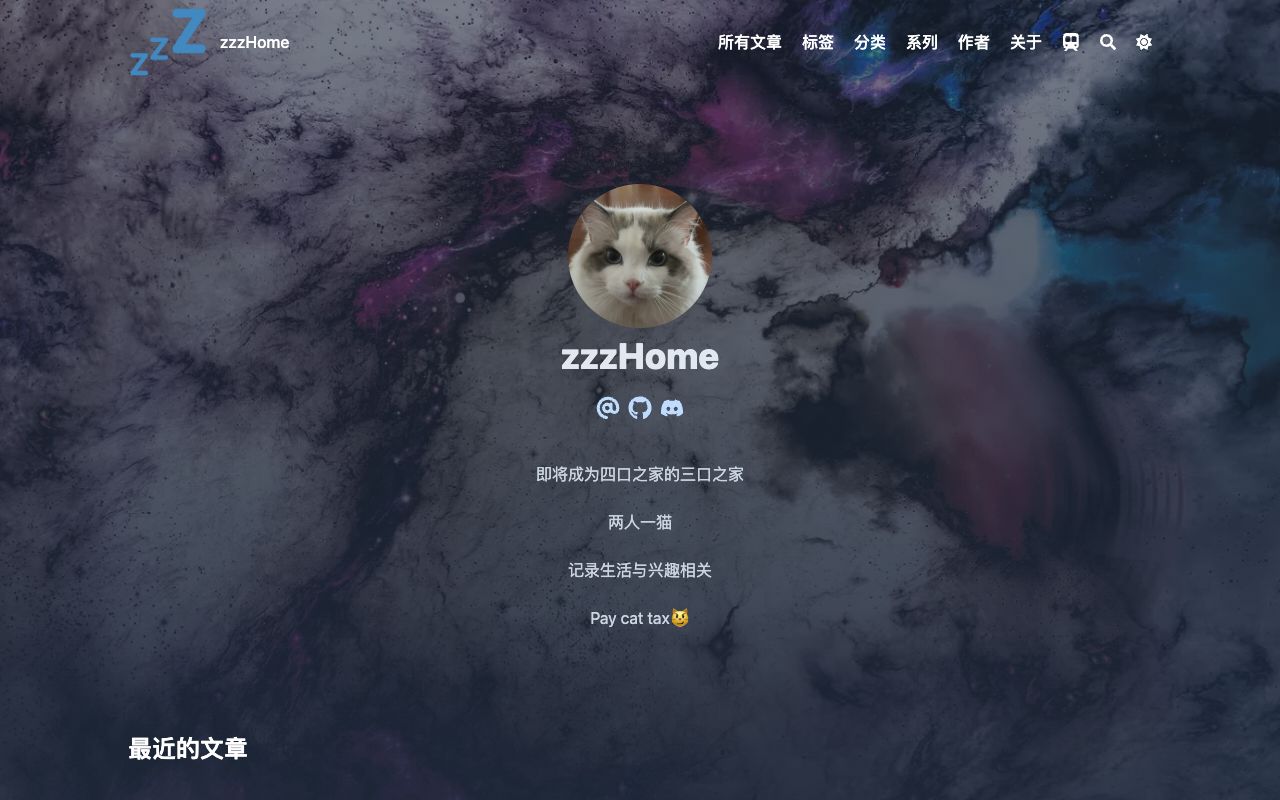 zzZ zzzHome 所有文章 标签 分类 系列 作者 关于
zzzHome
即将成为四口之家的三口之家
两人一猫
记录生活与兴趣相关
Pay cat tax😼
最近的文章